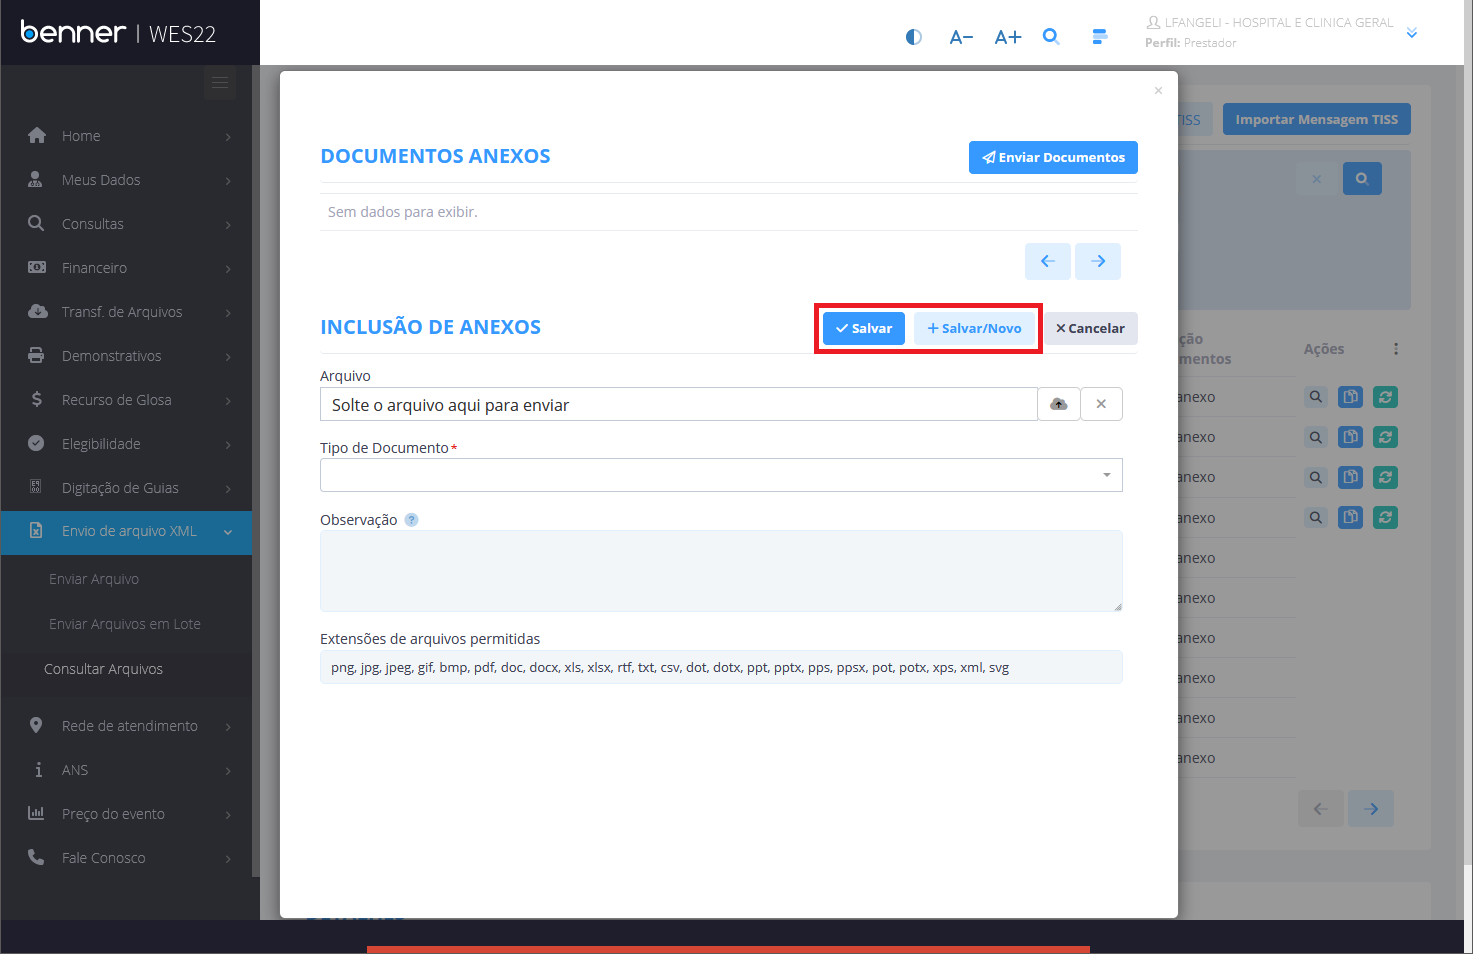 benner | WES22
A−
A+
LFANGELI - HOSPITAL E CLINICA GERAL
Perfil: Prestador
Home
Meus Dados
Consultas
Financeiro
Transf. de Arquivos
Demonstrativos
Recurso de Glosa
Elegibilidade
Digitação de Guias
Envio de arquivo XML
Enviar Arquivo
Enviar Arquivos em Lote
Consultar Arquivos
Rede de atendimento
ANS
Preço do evento
Fale Conosco
×
DOCUMENTOS ANEXOS
Enviar Documentos
Sem dados para exibir.
INCLUSÃO DE ANEXOS
Salvar
Salvar/Novo
Cancelar
Arquivo
Solte o arquivo aqui para enviar
Tipo de Documento*
Observação ?
Extensões de arquivos permitidas
png, jpg, jpeg, gif, bmp, pdf, doc, docx, xls, xlsx, rtf, txt, csv, dot, dotx, ppt, pptx, pps, ppsx, pot, potx, xps, xml, svg
TISS
Importar Mensagem TISS
ção
mentos
Ações
anexo
anexo
anexo
anexo
anexo
anexo
anexo
anexo
anexo
anexo